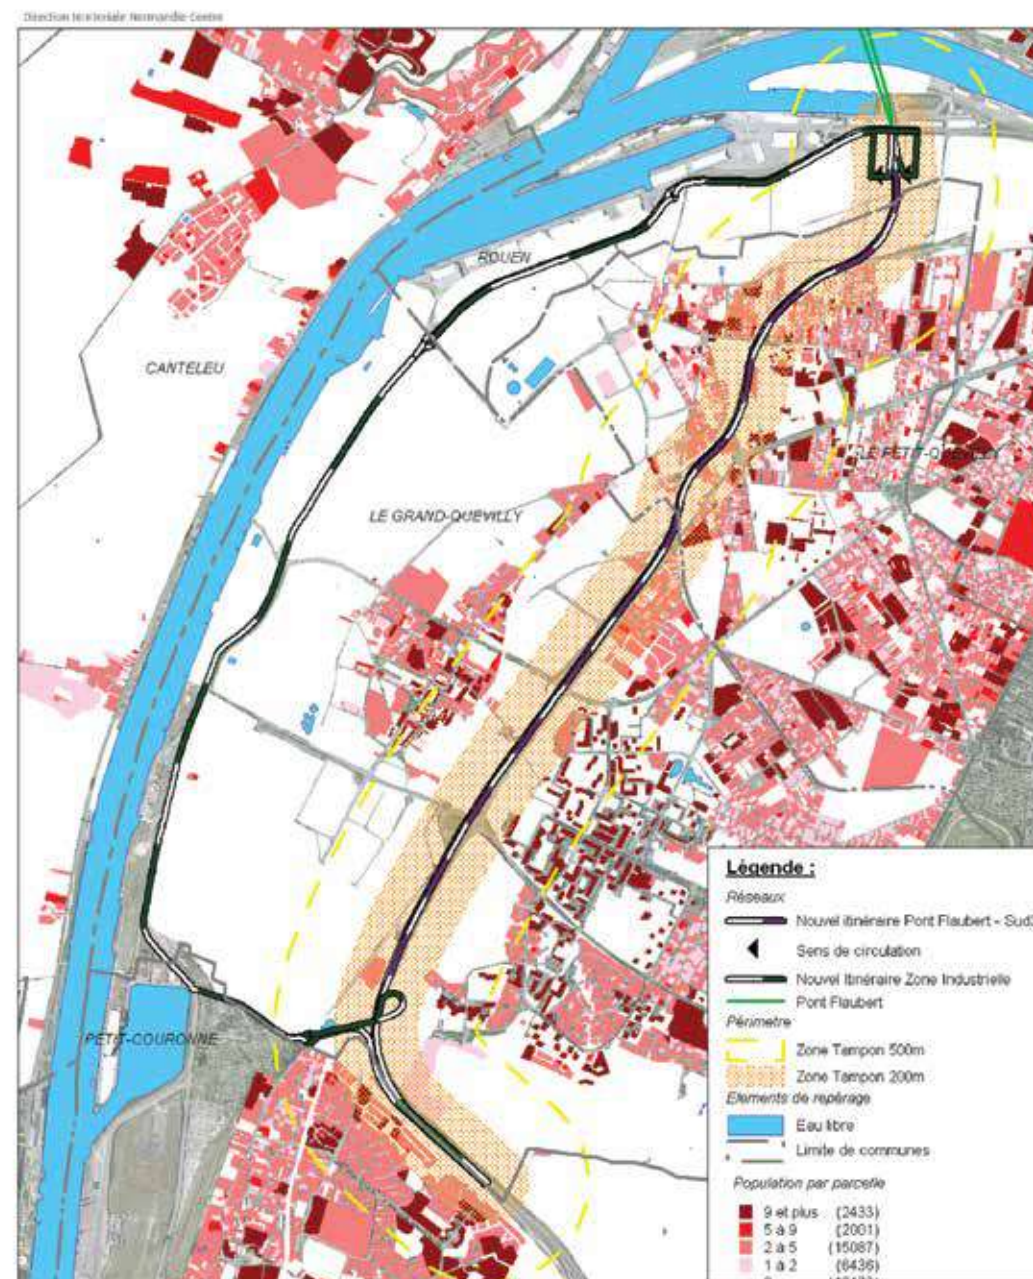 Direction territoriale Normandie-Centre
ROUEN
CANTELEU
LE PETIT-QUEVILLY
LE GRAND-QUEVILLY
PETIT-COURONNE
Légende :
Réseaux
Nouvel itinéraire Pont Flaubert - Sud
Sens de circulation
Nouvel Itinéraire Zone Industrielle
Pont Flaubert
Périmetre
Zone Tampon 500m
Zone Tampon 200m
Elements de repérage
Eau libre
Limite de communes
Population par parcelle
9 et plus (2433)
5 à 9 (2001)
2 à 5 (15087)
1 à 2 (6436)